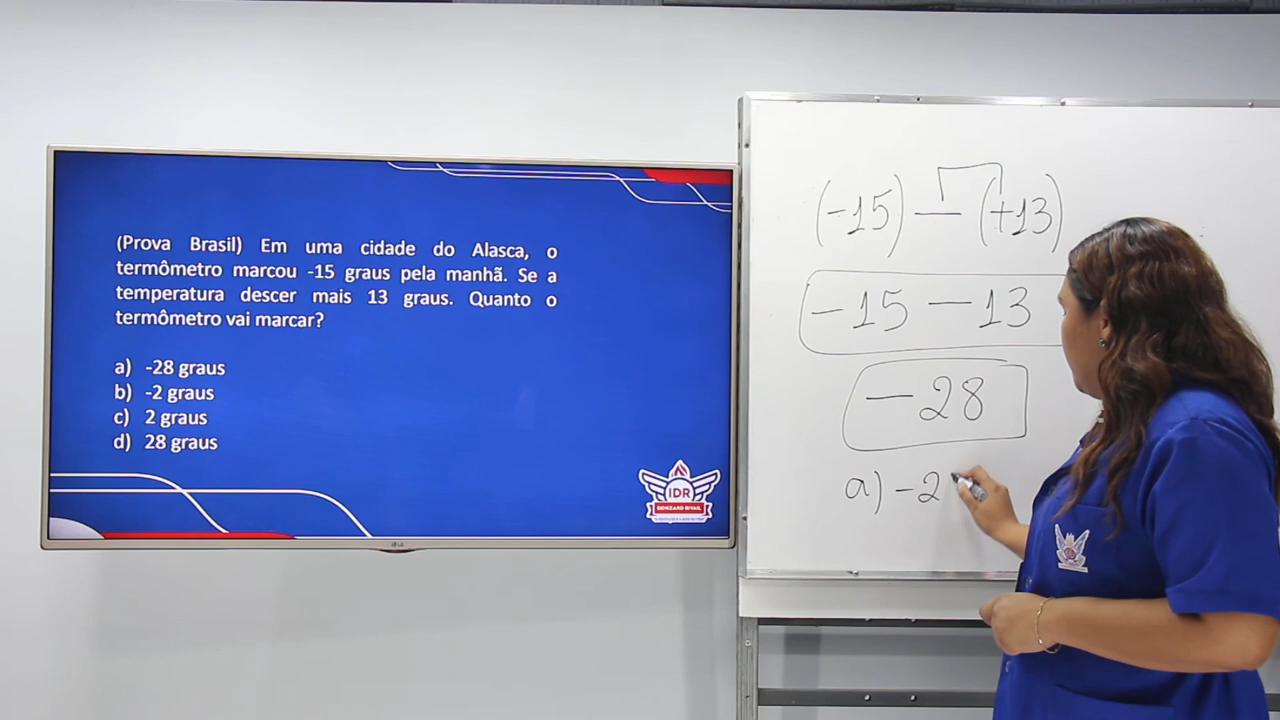 (Prova Brasil) Em uma cidade do Alasca, o
termômetro marcou -15 graus pela manhã. Se a
temperatura descer mais 13 graus. Quanto o
termômetro vai marcar?
a) -28 graus
b) -2 graus
c) 2 graus
d) 28 graus
IDR
LG
(-15) - (+13)
-15 - 13
-28
a) -2